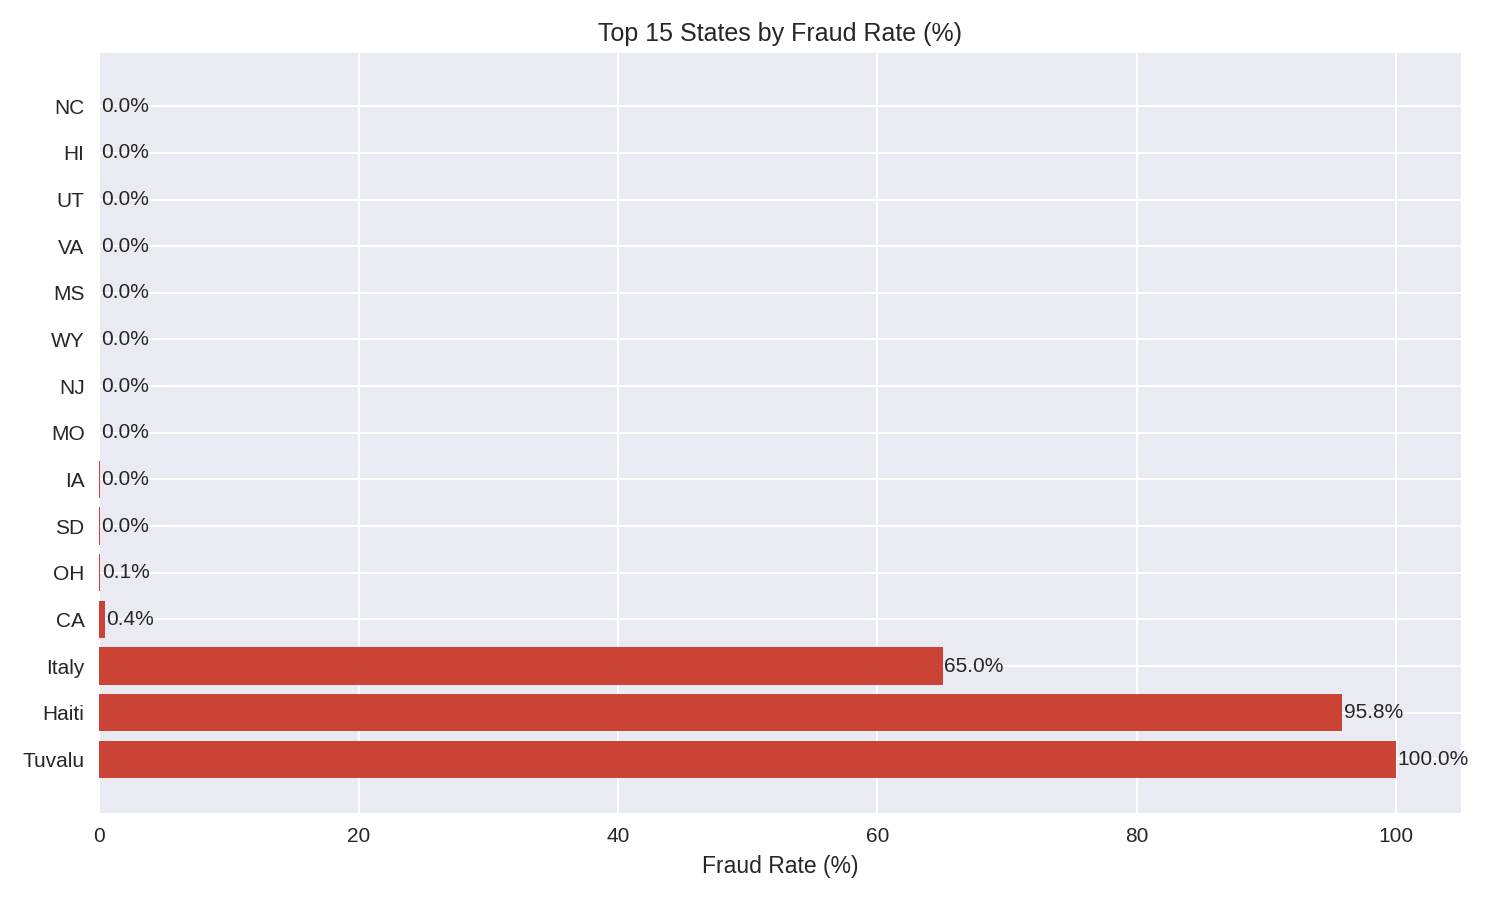 Top 15 States by Fraud Rate (%)
NC 0.0%
HI 0.0%
UT 0.0%
VA 0.0%
MS 0.0%
WY 0.0%
NJ 0.0%
MO 0.0%
IA 0.0%
SD 0.0%
OH 0.1%
CA 0.4%
Italy 65.0%
Haiti 95.8%
Tuvalu 100.0%
0 20 40 60 80 100
Fraud Rate (%)